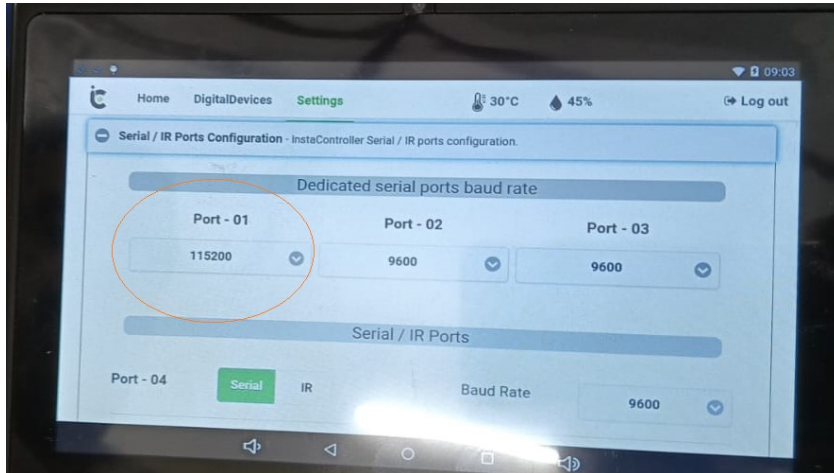 09:03
ic Home DigitalDevices Settings 30°C 45% Log out
Serial / IR Ports Configuration - InstaController Serial / IR ports configuration.
Dedicated serial ports baud rate
Port - 01 Port - 02 Port - 03
115200 9600 9600
Serial / IR Ports
Port - 04 Serial IR Baud Rate 9600